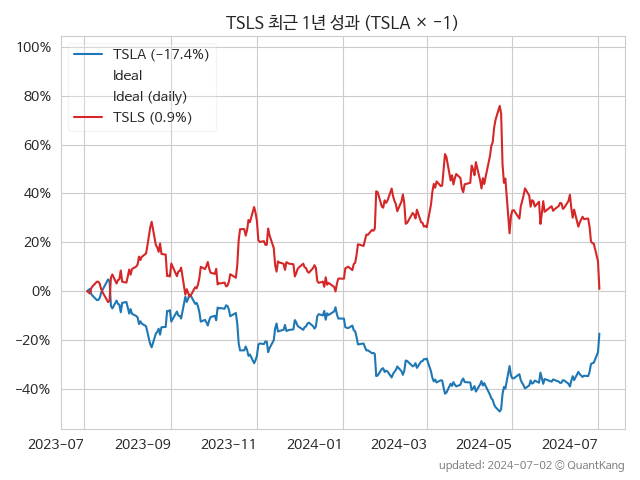 TSLS 최근 1년 성과 (TSLA × −1)
100%
80%
60%
40%
20%
0%
−20%
−40%
TSLA (−17.4%)
Ideal
Ideal (daily)
TSLS (0.9%)
2023-07 2023-09 2023-11 2024-01 2024-03 2024-05 2024-07
updated: 2024-07-02 © QuantKang